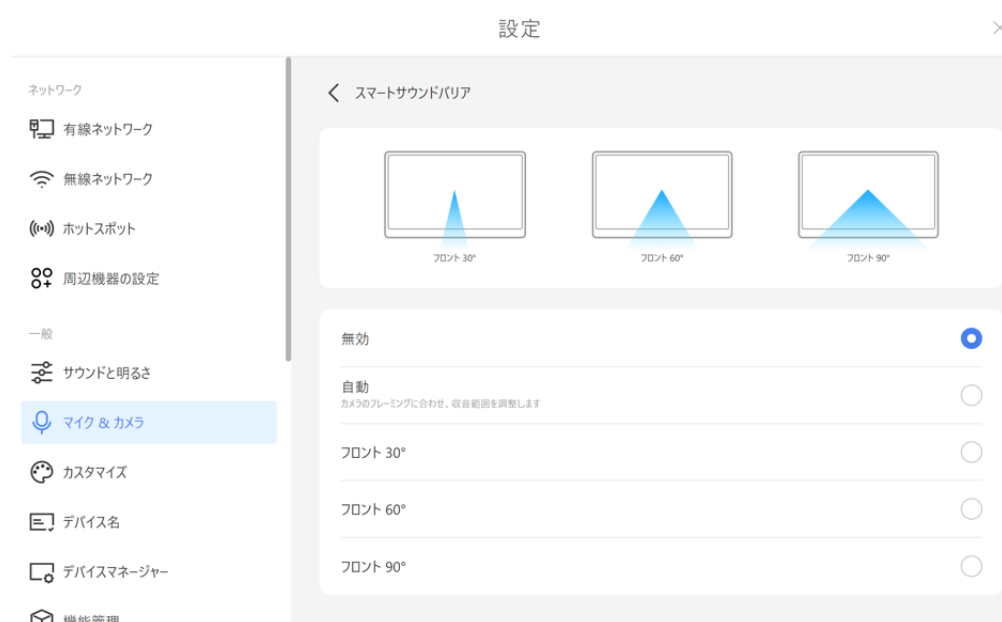 設定
ネットワーク
有線ネットワーク
無線ネットワーク
ホットスポット
周辺機器の設定
一般
サウンドと明るさ
マイク & カメラ
カスタマイズ
デバイス名
デバイスマネージャー
機能管理
スマートサウンドバリア
フロント 30°
フロント 60°
フロント 90°
無効
自動
カメラのフレーミングに合わせ、収音範囲を調整します
フロント 30°
フロント 60°
フロント 90°